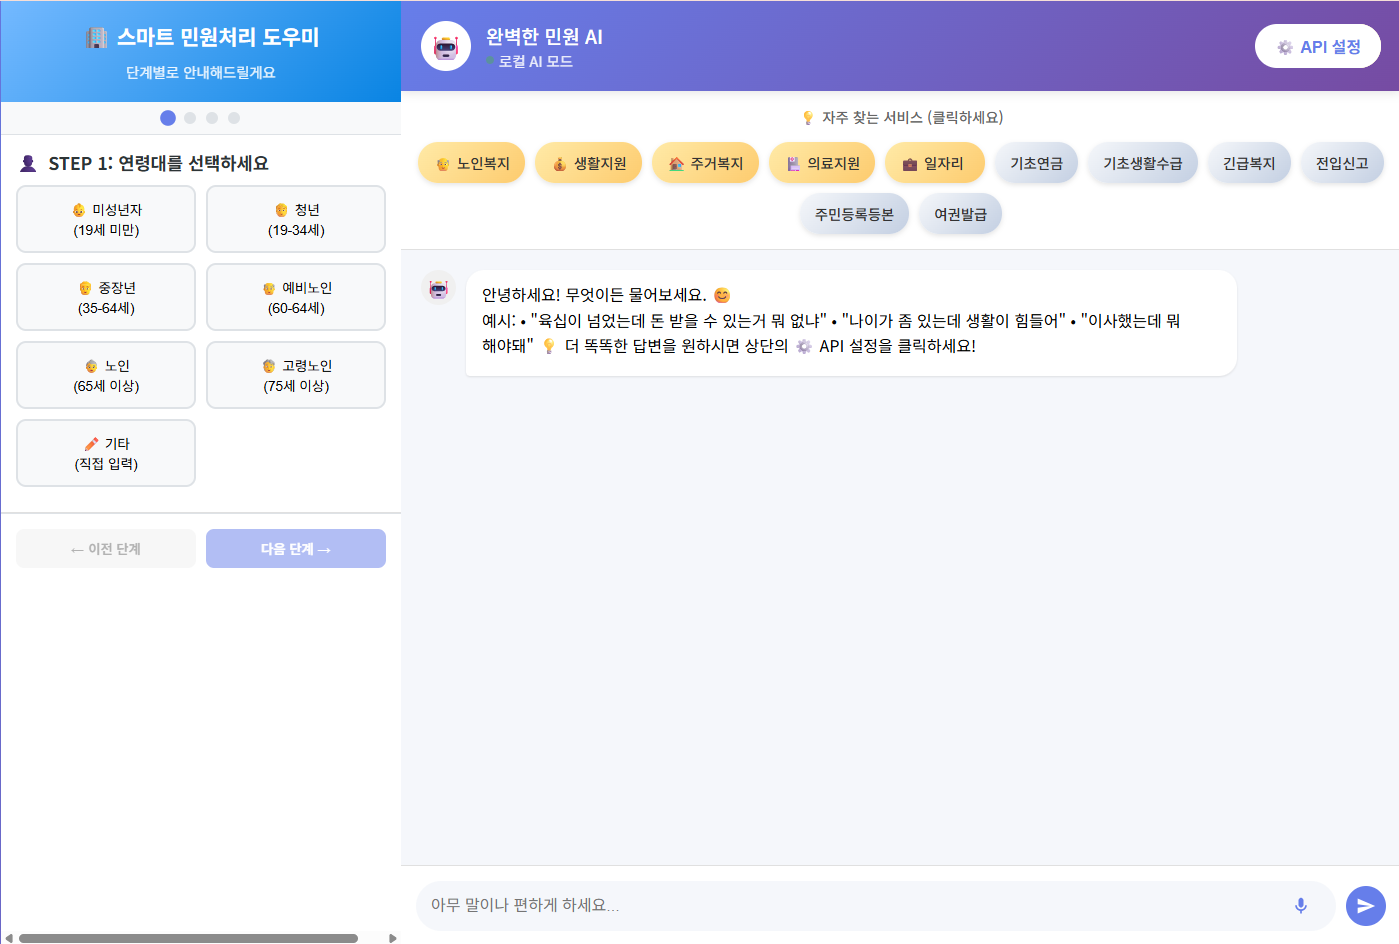 스마트 민원처리 도우미
단계별로 안내해드릴게요
STEP 1: 연령대를 선택하세요
미성년자
(19세 미만)
청년
(19-34세)
중장년
(35-64세)
예비노인
(60-64세)
노인
(65세 이상)
고령노인
(75세 이상)
기타
(직접 입력)
← 이전 단계
다음 단계 →
완벽한 민원 AI
로컬 AI 모드
API 설정
자주 찾는 서비스 (클릭하세요)
노인복지
생활지원
주거복지
의료지원
일자리
기초연금
기초생활수급
긴급복지
전입신고
주민등록등본
여권발급
안녕하세요! 무엇이든 물어보세요.
예시: • "육십이 넘었는데 돈 받을 수 있는거 뭐 없냐" • "나이가 좀 있는데 생활이 힘들어" • "이사했는데 뭐
해야돼" 더 똑똑한 답변을 원하시면 상단의 API 설정을 클릭하세요!
아무 말이나 편하게 하세요...